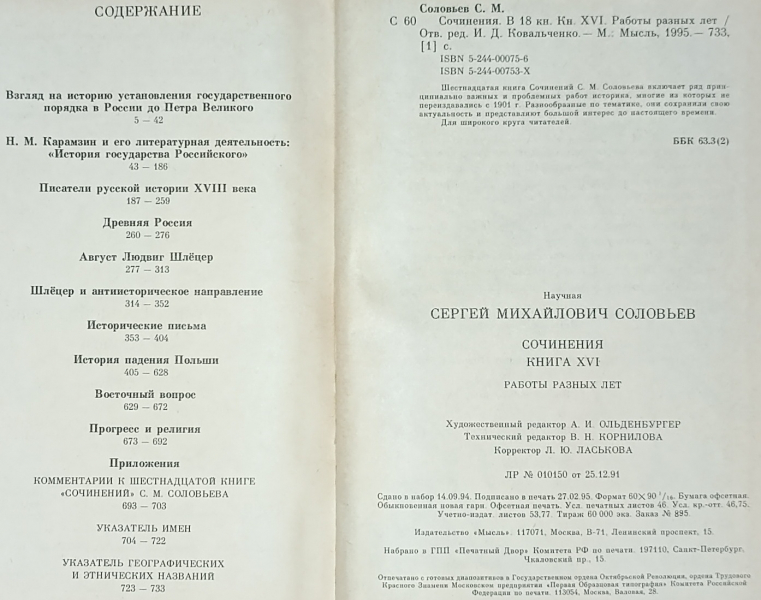 СОДЕРЖАНИЕ
Взгляд на историю установления государственного
порядка в России до Петра Великого
5 — 42
Н. М. Карамзин и его литературная деятельность:
«История государства Российского»
43 — 186
Писатели русской истории XVIII века
187 — 259
Древняя Россия
260 — 276
Август Людвиг Шлёцер
277 — 313
Шлёцер и антиисторическое направление
314 — 352
Исторические письма
353 — 404
История падения Польши
405 — 628
Восточный вопрос
629 — 672
Прогресс и религия
673 — 692
Приложения
КОММЕНТАРИИ К ШЕСТНАДЦАТОЙ КНИГЕ
«СОЧИНЕНИЙ» С. М. СОЛОВЬЕВА
693 — 703
УКАЗАТЕЛЬ ИМЕН
704 — 722
УКАЗАТЕЛЬ ГЕОГРАФИЧЕСКИХ
И ЭТНИЧЕСКИХ НАЗВАНИЙ
723 — 733
Соловьев С. М.
С 60 Сочинения. В 18 кн. Кн. XVI. Работы разных лет /
Отв. ред. И. Д. Ковальченко. — М.: Мысль, 1995. — 733,
[1] с.
ISBN 5-244-00075-6
ISBN 5-244-00753-X
Шестнадцатая книга Сочинений С. М. Соловьева включает ряд прин-
ципиально важных и проблемных работ историка, многие из которых не
переиздавались с 1901 г. Разнообразные по тематике, они сохранили свою
актуальность и представляют большой интерес до настоящего времени.
Для широкого круга читателей.
ББК 63.3(2)
Научная
СЕРГЕЙ МИХАЙЛОВИЧ СОЛОВЬЕВ
СОЧИНЕНИЯ
КНИГА XVI
РАБОТЫ РАЗНЫХ ЛЕТ
Художественный редактор А. И. ОЛЬДЕНБУРГЕР
Технический редактор В. Н. КОРНИЛОВА
Корректор Л. Ю. ЛАСЬКОВА
ЛР № 010150 от 25.12.91
Сдано в набор 14.09.94. Подписано в печать 27.02.95. Формат 60×90 1/16. Бумага офсетная.
Обыкновенная новая гарн. Офсетная печать. Усл. печатных листов 46. Усл. кр.-отт. 46,75.
Учетно-издат. листов 53,77. Тираж 60 000 экз. Заказ № 895.
Издательство «Мысль». 117071, Москва, В-71, Ленинский проспект, 15.
Набрано в ГПП «Печатный Двор» Комитета РФ по печати. 197110, Санкт-Петербург,
Чкаловский пр., 15.
Отпечатано с готовых диапозитивов в Государственном ордена Октябрьской Революции, ордена Трудового
Красного Знамени Московском предприятии «Первая Образцовая типография» Комитета Российской
Федерации по печати. 113054, Москва, Валовая, 28.